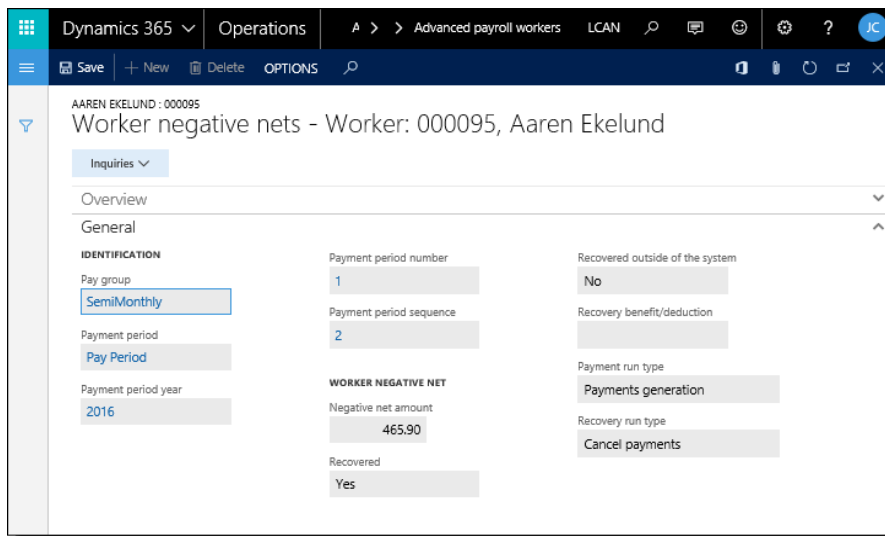 Dynamics 365 Operations A > > Advanced payroll workers LCAN ? JC
Save + New Delete OPTIONS
AAREN EKELUND : 000095
Worker negative nets - Worker: 000095, Aaren Ekelund
Inquiries
Overview
General
IDENTIFICATION
Pay group
SemiMonthly
Payment period
Pay Period
Payment period year
2016
Payment period number
1
Payment period sequence
2
WORKER NEGATIVE NET
Negative net amount
465.90
Recovered
Yes
Recovered outside of the system
No
Recovery benefit/deduction
Payment run type
Payments generation
Recovery run type
Cancel payments